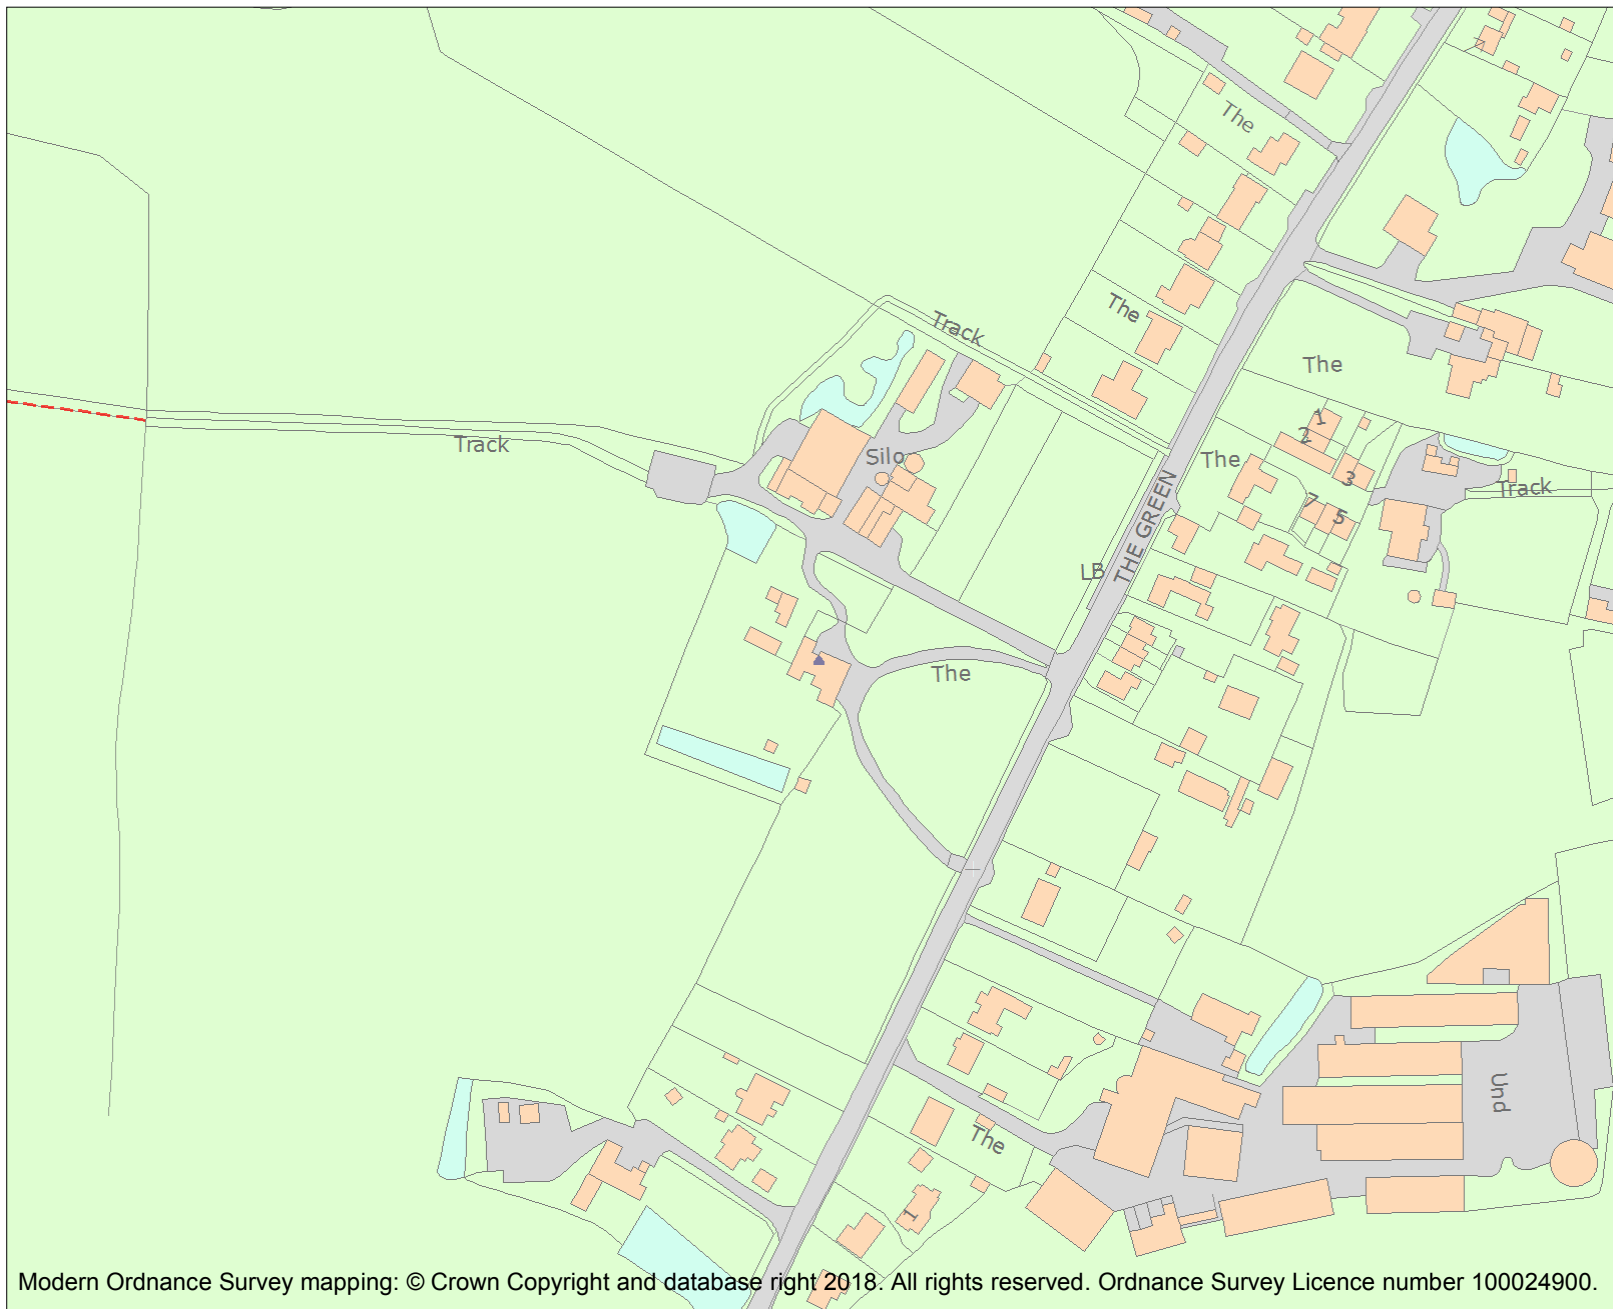 The
The
Track
The
1
2
Track
Silo
The
3
Track
7
5
THE GREEN
LB
The
Und
The
1
Modern Ordnance Survey mapping: © Crown Copyright and database right 2018. All rights reserved. Ordnance Survey Licence number 100024900.